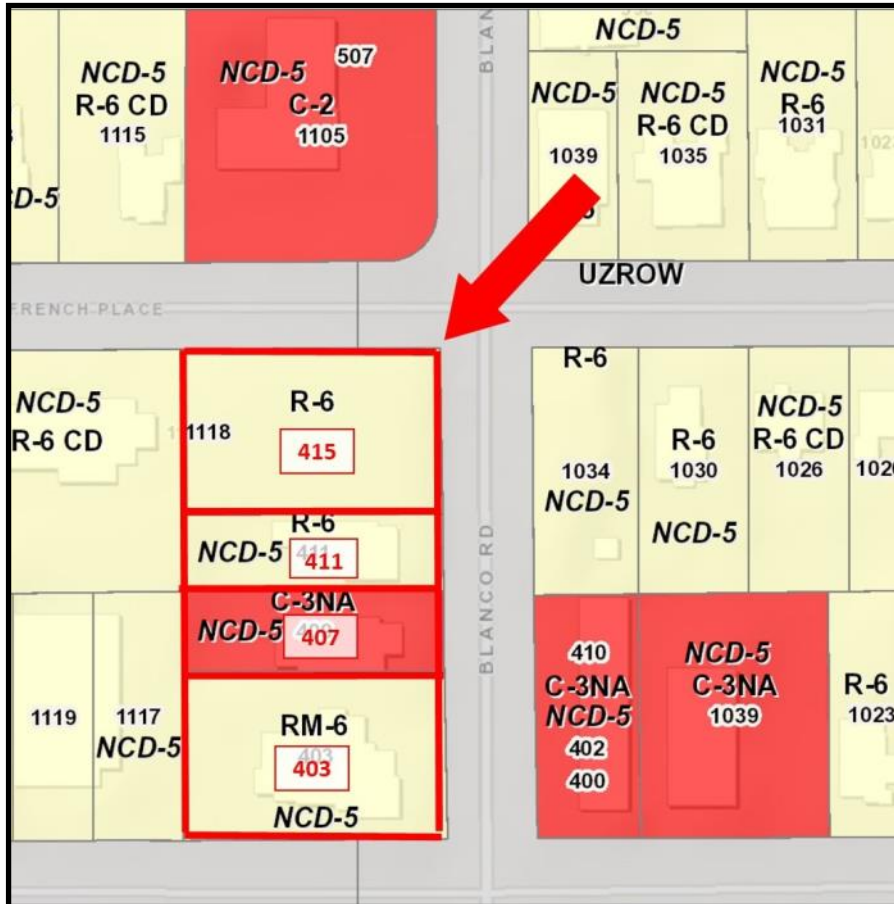 NCD-5
BLAN
NCD-5
R-6 CD
1115
507
NCD-5
C-2
1105
NCD-5
1039
NCD-5
R-6 CD
1035
NCD-5
R-6
1031
UZROW
FRENCH PLACE
NCD-5
R-6 CD
1118
R-6
415
R-6
NCD-5
411
C-3NA
NCD-5
407
RM-6
403
NCD-5
1119
1117
NCD-5
BLANCO RD
R-6
1034
NCD-5
R-6
1030
NCD-5
NCD-5
R-6 CD
1026
410
C-3NA
NCD-5
402
400
NCD-5
C-3NA
1039
R-6
1023